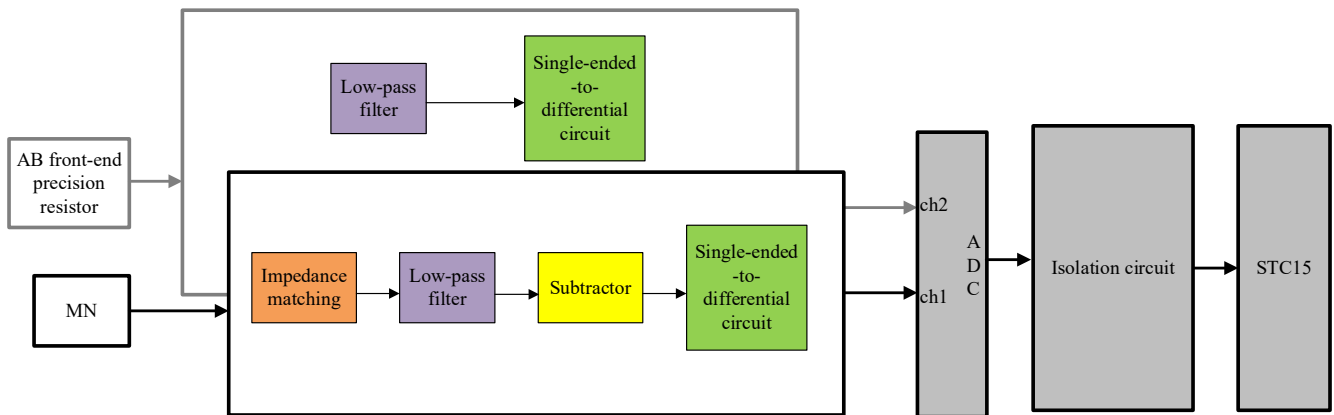 Low-pass
filter
Single-ended
-to-
differential
circuit
AB front-end
precision
resistor
MN
Impedance
matching
Low-pass
filter
Subtractor
Single-ended
-to-
differential
circuit
ch2
ch1
A
D
C
Isolation circuit
STC15